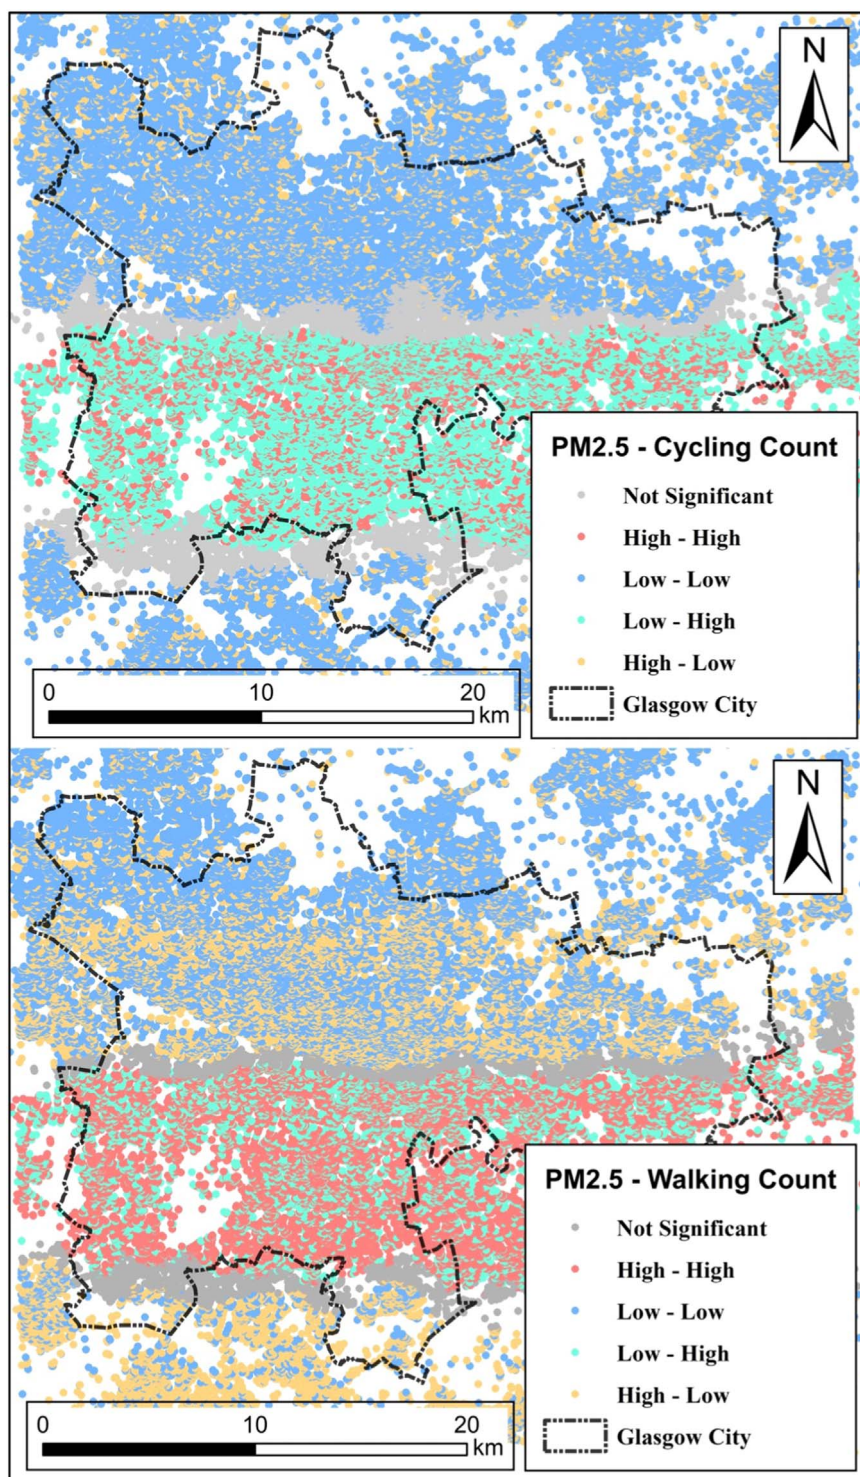 N
PM2.5 - Cycling Count
Not Significant
High - High
Low - Low
Low - High
High - Low
Glasgow City
0 10 20
km
N
PM2.5 - Walking Count
Not Significant
High - High
Low - Low
Low - High
High - Low
Glasgow City
0 10 20
km